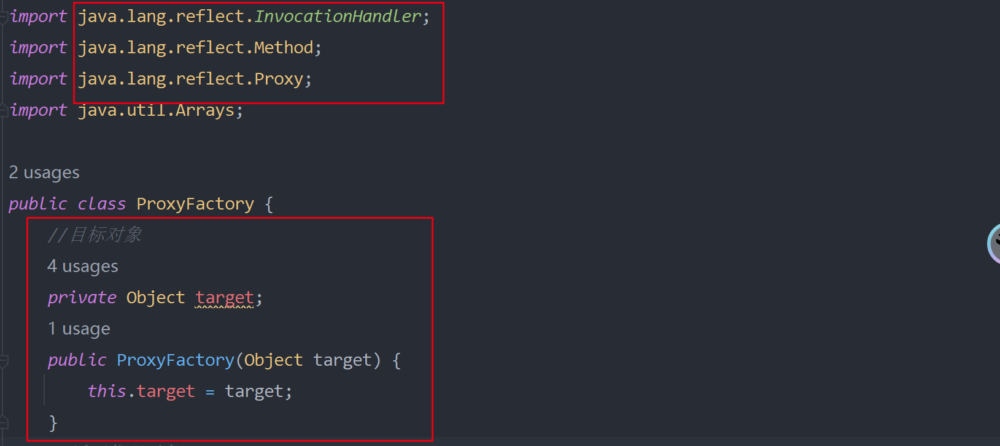 import java.lang.reflect.InvocationHandler;
import java.lang.reflect.Method;
import java.lang.reflect.Proxy;
import java.util.Arrays;
2 usages
public class ProxyFactory {
//目标对象
4 usages
private Object target;
1 usage
public ProxyFactory(Object target) {
this.target = target;
}